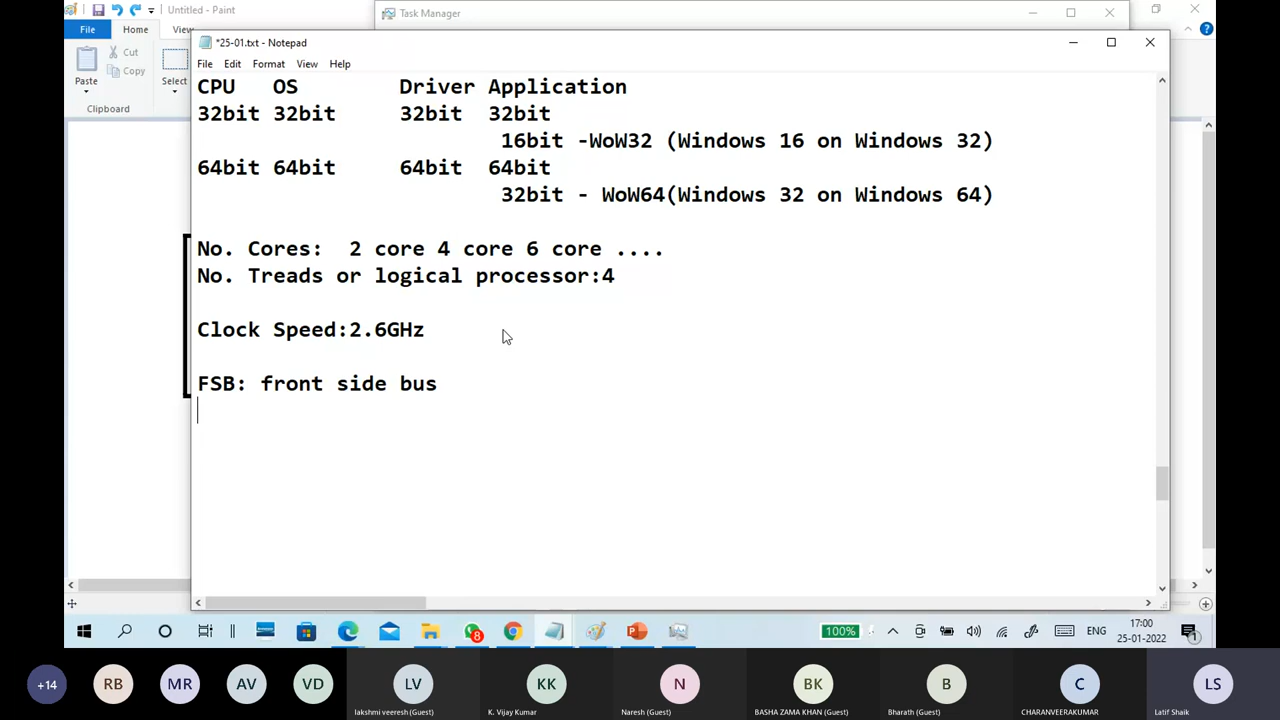 Untitled - Paint
Task Manager
File Home View
Paste
Cut
Copy
Select
Clipboard
*25-01.txt - Notepad
File Edit Format View Help
CPU OS Driver Application
32bit 32bit 32bit 32bit
16bit -WoW32 (Windows 16 on Windows 32)
64bit 64bit 64bit 64bit
32bit - WoW64(Windows 32 on Windows 64)
No. Cores: 2 core 4 core 6 core ....
No. Treads or logical processor:4
Clock Speed:2.6GHz
FSB: front side bus
8
100%
ENG
17:00
25-01-2022
1
+14
RB
MR
AV
VD
LV
KK
N
BK
B
C
LS
lakshmi veeresh (Guest)
K. Vijay Kumar
Naresh (Guest)
BASHA ZAMA KHAN (Guest)
Bharath (Guest)
CHARANVEERAKUMAR
Latif Shaik